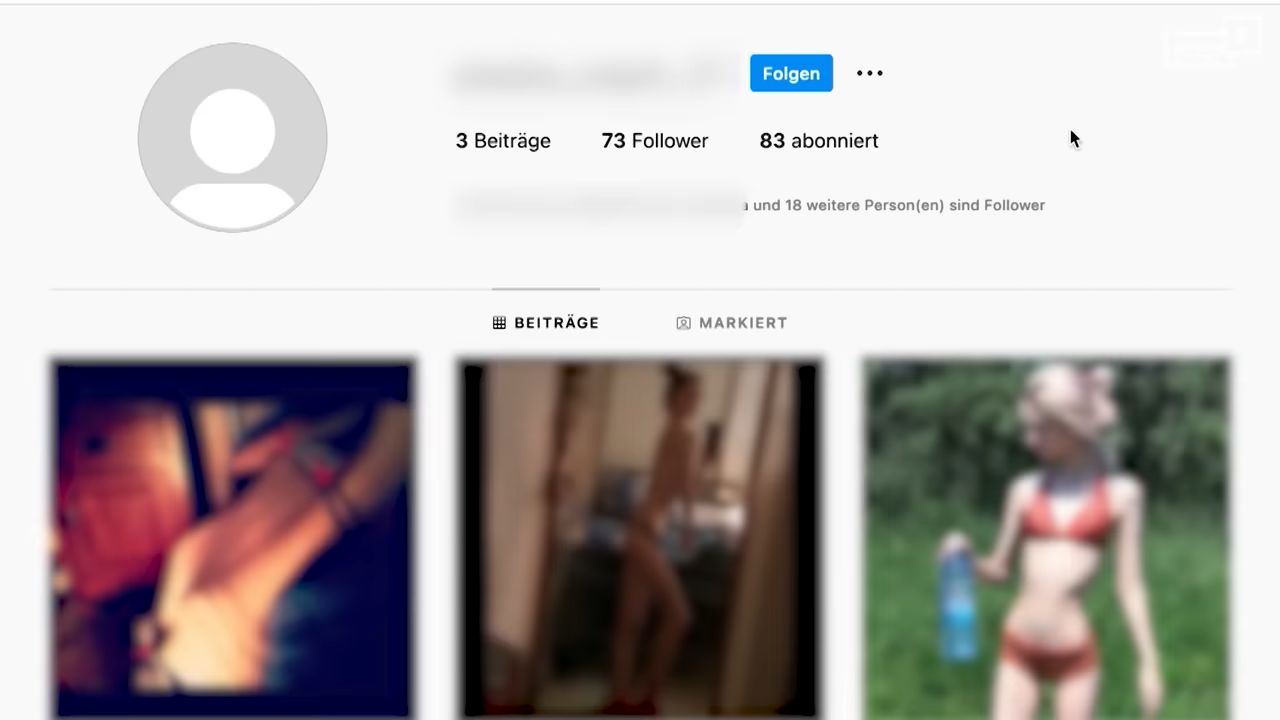 Folgen
3 Beiträge 73 Follower 83 abonniert
und 18 weitere Person(en) sind Follower
BEITRÄGE MARKIERT